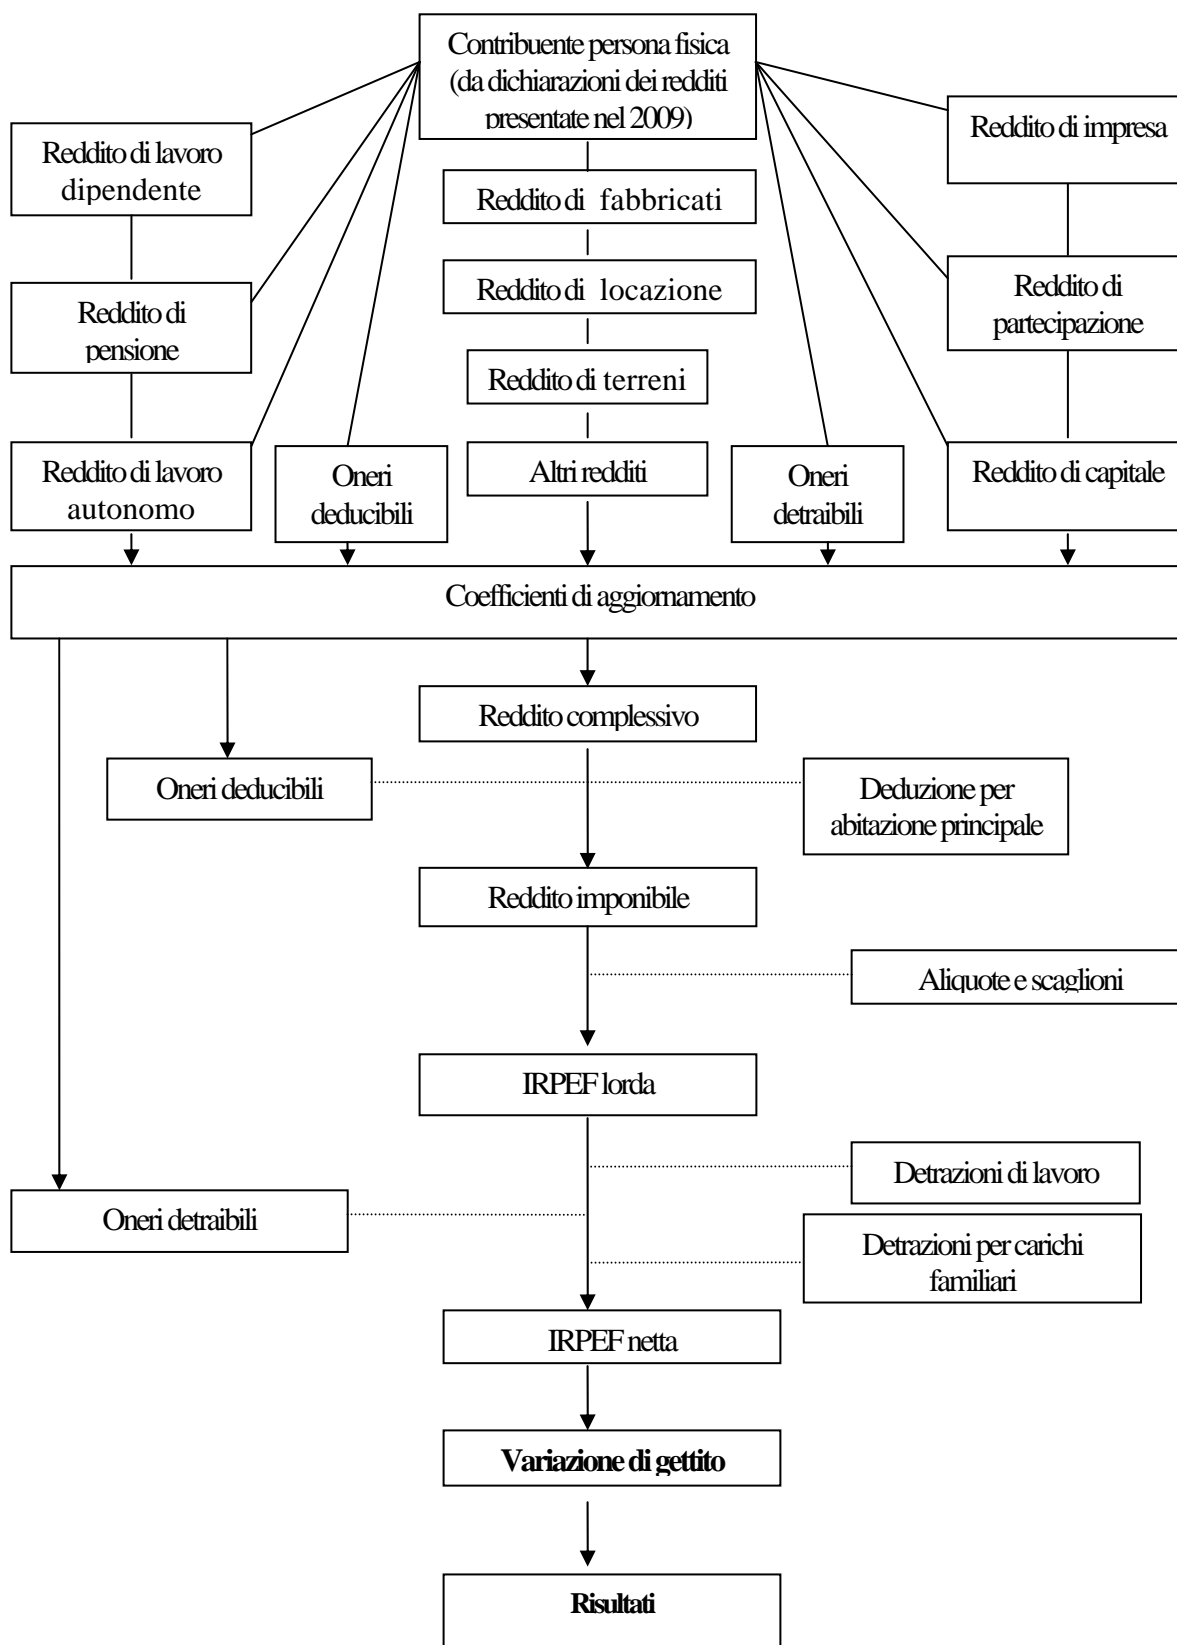 Contribuente persona fisica
(da dichiarazioni dei redditi
presentate nel 2009)
Reddito di lavoro
dipendente
Reddito di fabbricati
Reddito di impresa
Reddito di
pensione
Reddito di locazione
Reddito di
partecipazione
Reddito di terreni
Reddito di lavoro
autonomo
Oneri
deducibili
Altri redditi
Oneri
detraibili
Reddito di capitale
Coefficienti di aggiornamento
Reddito complessivo
Oneri deducibili
Deduzione per
abitazione principale
Reddito imponibile
Aliquote e scaglioni
IRPEF lorda
Detrazioni di lavoro
Oneri detraibili
Detrazioni per carichi
familiari
IRPEF netta
Variazione di gettito
Risultati